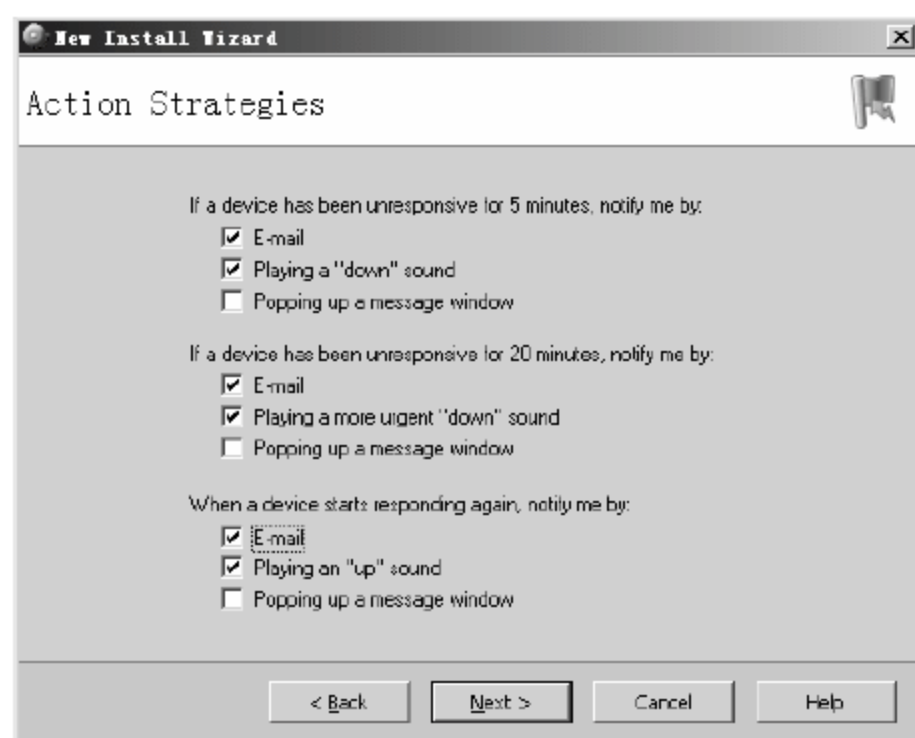 New Install Wizard
Action Strategies
If a device has been unresponsive for 5 minutes, notify me by:
E-mail
Playing a "down" sound
Popping up a message window
If a device has been unresponsive for 20 minutes, notify me by:
E-mail
Playing a more urgent "down" sound
Popping up a message window
When a device starts responding again, notify me by:
E-mail
Playing an "up" sound
Popping up a message window
< Back
Next >
Cancel
Help